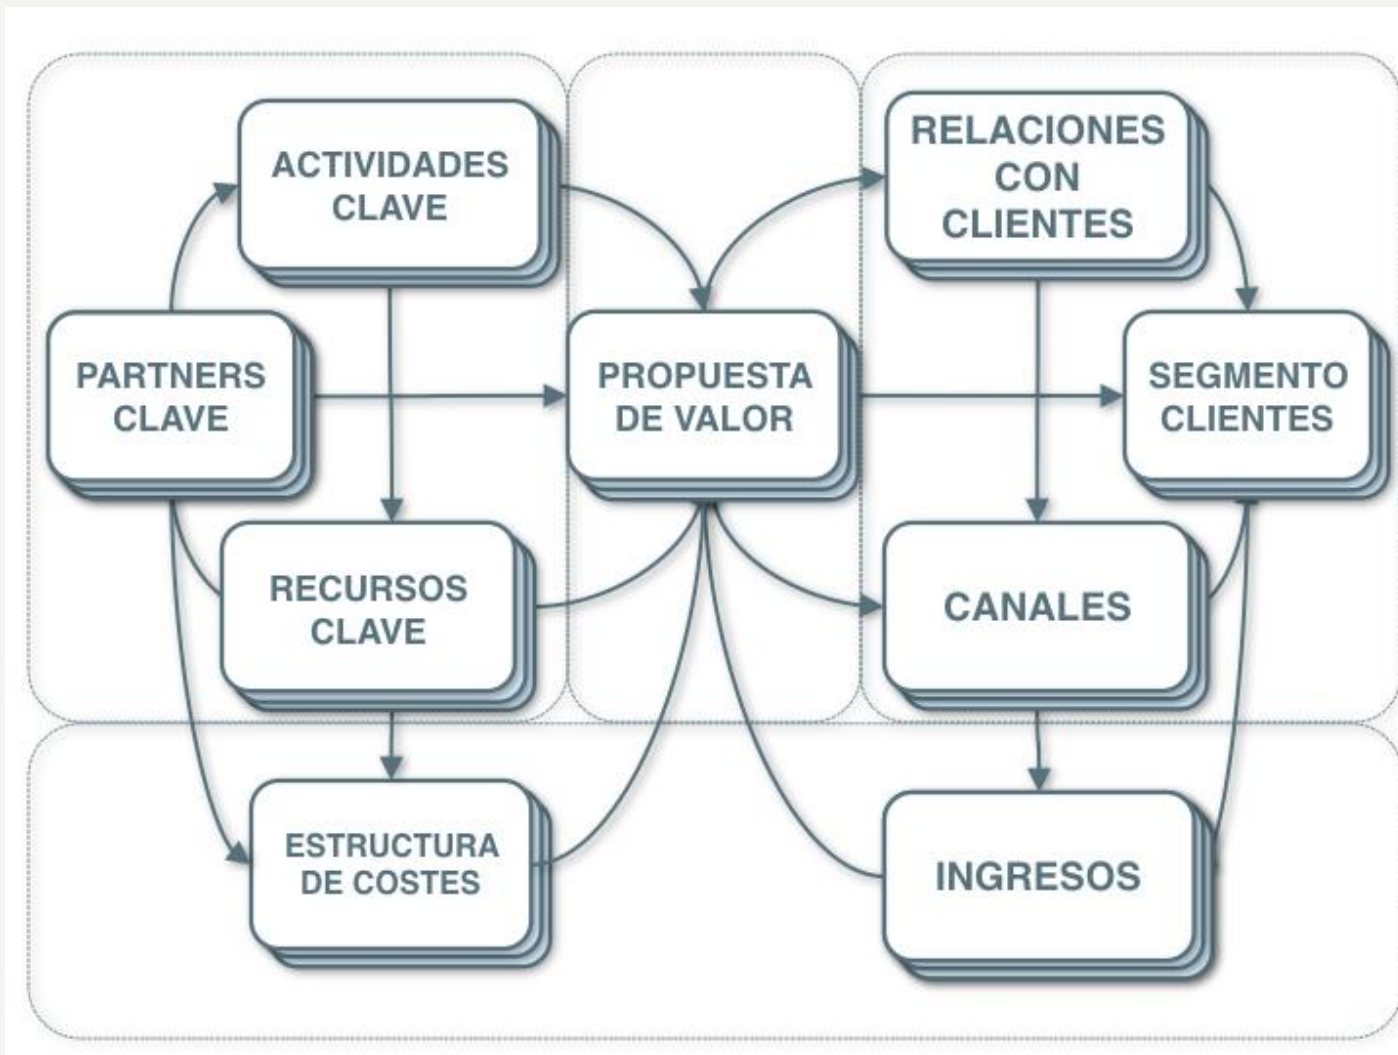 ACTIVIDADES
CLAVE
RELACIONES
CON
CLIENTES
PARTNERS
CLAVE
PROPUESTA
DE VALOR
SEGMENTO
CLIENTES
RECURSOS
CLAVE
CANALES
ESTRUCTURA
DE COSTES
INGRESOS